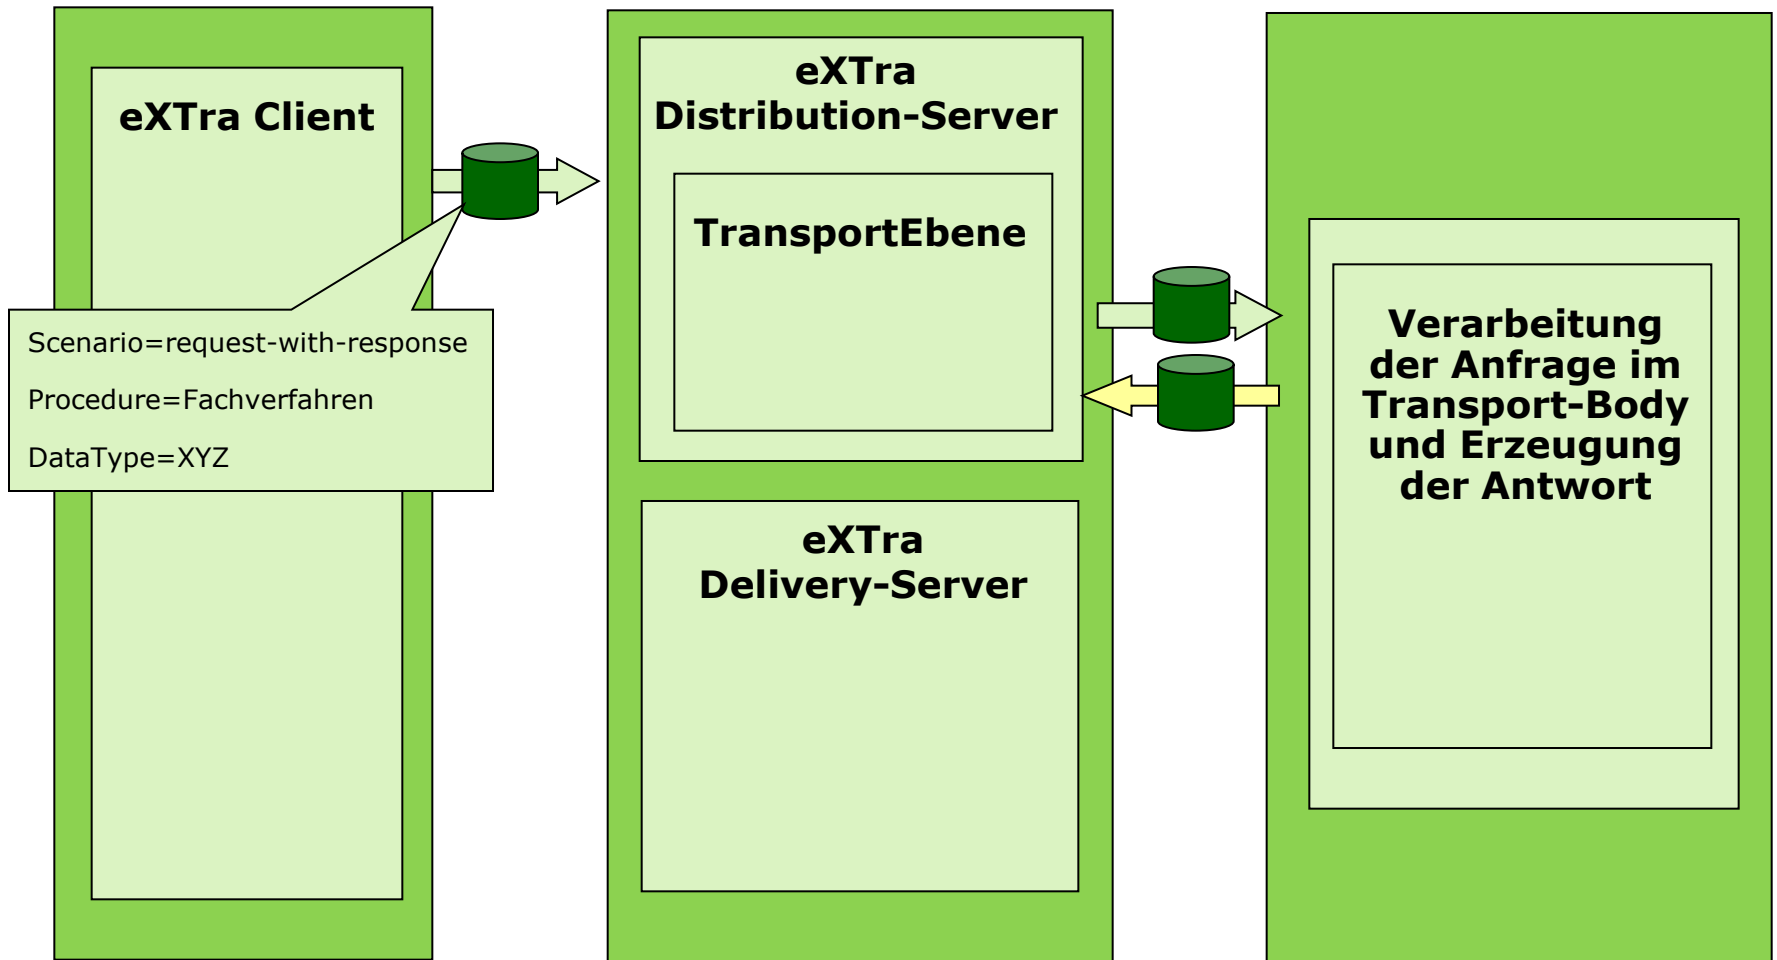 eXTra Client
Scenario=request-with-response
Procedure=Fachverfahren
DataType=XYZ
eXTra
Distribution-Server
TransportEbene
eXTra
Delivery-Server
Verarbeitung
der Anfrage im
Transport-Body
und Erzeugung
der Antwort